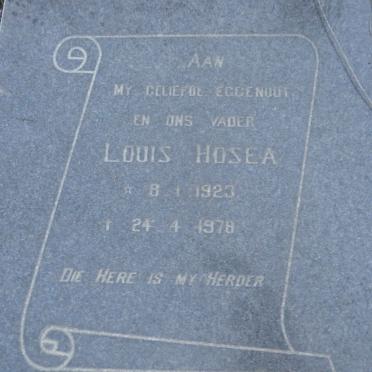 AAN
MY GELIEFDE EGGENOUT
EN ONS VADER
LOUIS HOSEA
☆ 8 · 1 · 1923
† 24 · 4 · 1978
DIE HERE IS MY HERDER